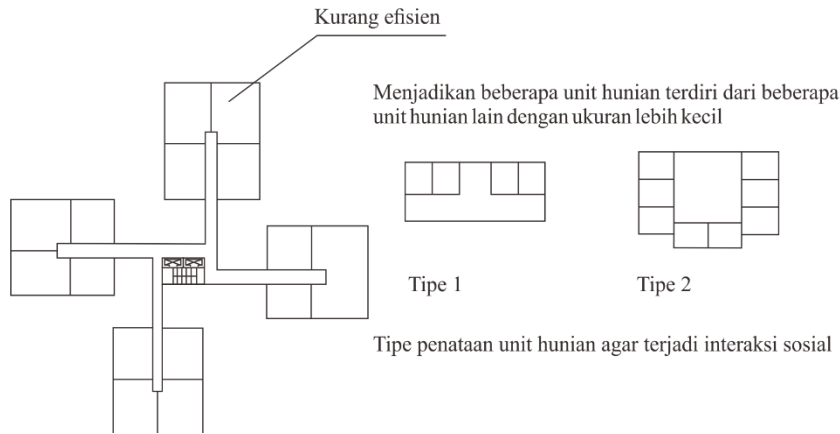 Kurang efisien
Menjadikan beberapa unit hunian terdiri dari beberapa
unit hunian lain dengan ukuran lebih kecil
Tipe 1
Tipe 2
Tipe penataan unit hunian agar terjadi interaksi sosial